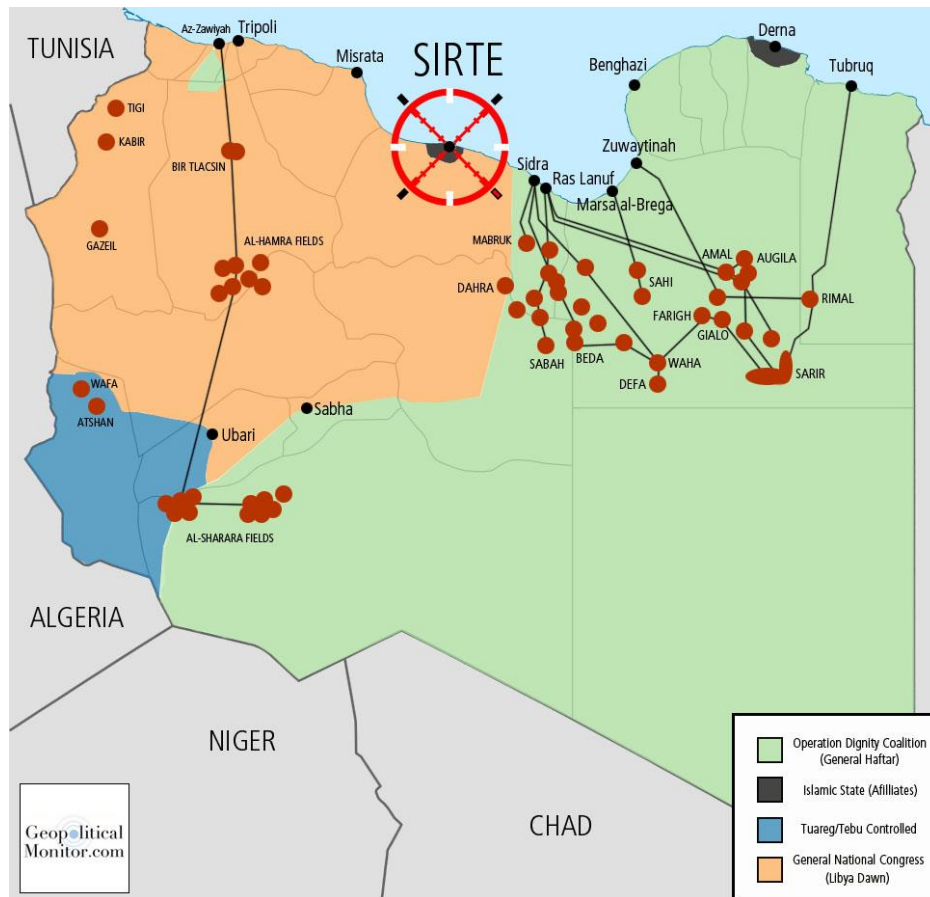 TUNISIA
Az-Zawiyah
Tripoli
Misrata
SIRTE
Derna
Benghazi
Tubruq
TIGI
KABIR
BIR TLACSIN
Zuwaytinah
Sidra
Ras Lanuf
Marsa al-Brega
GAZEIL
AL-HAMRA FIELDS
MABRUK
AMAL
AUGILA
DAHRA
SAHI
RIMAL
FARIGH
GIALO
SABAH
BEDA
WAHA
SARIR
DEFA
WAFA
ATSHAN
Sabha
Ubari
AL-SHARARA FIELDS
ALGERIA
NIGER
CHAD
Operation Dignity Coalition
(General Haftar)
Islamic State (Afilliates)
Tuareg/Tebu Controlled
General National Congress
(Libya Dawn)
Geopolitical
Monitor.com